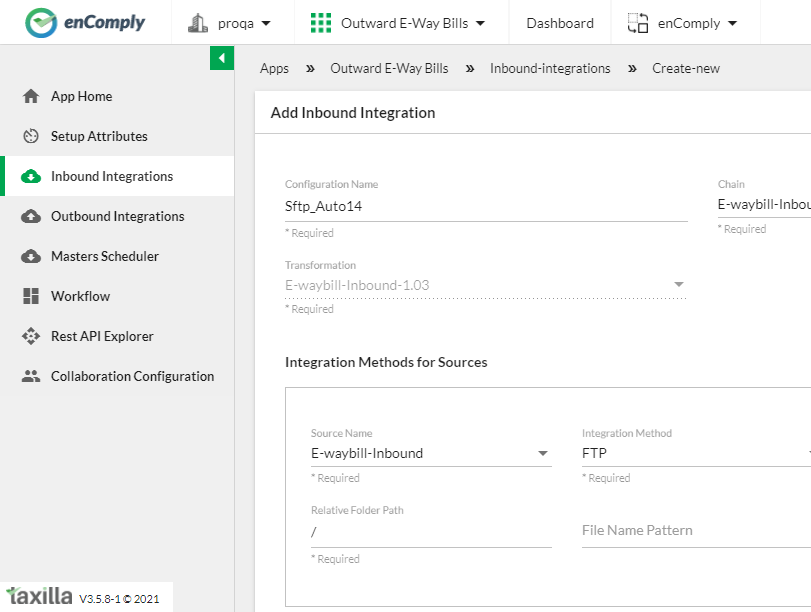 enComply
proqa
Outward E-Way Bills
Dashboard
enComply
Apps » Outward E-Way Bills » Inbound-integrations » Create-new
App Home
Setup Attributes
Inbound Integrations
Outbound Integrations
Masters Scheduler
Workflow
Rest API Explorer
Collaboration Configuration
Add Inbound Integration
Configuration Name
Sftp_Auto14
* Required
Chain
E-waybill-Inbou
* Required
Transformation
E-waybill-Inbound-1.03
* Required
Integration Methods for Sources
Source Name
E-waybill-Inbound
* Required
Integration Method
FTP
* Required
Relative Folder Path
/
* Required
File Name Pattern
taxilla V3.5.8-1 © 2021